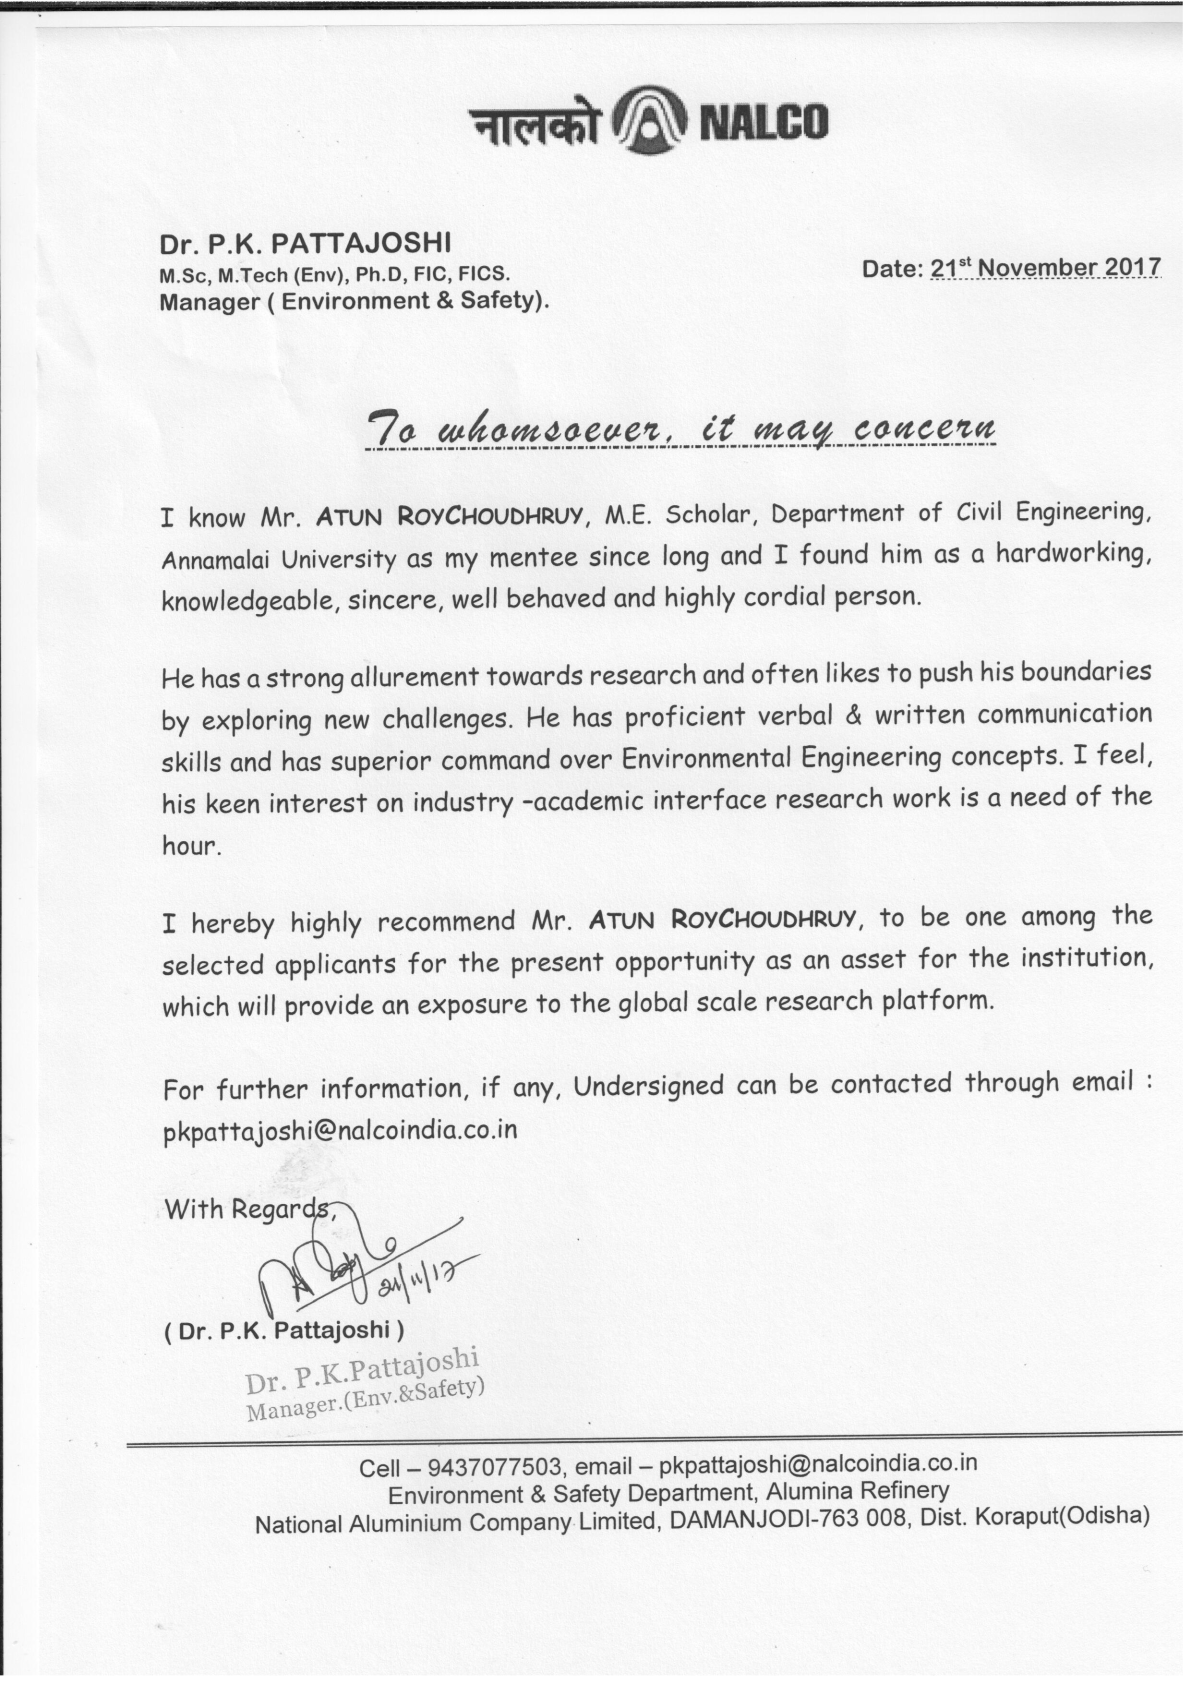 नालको NALCO
Dr. P.K. PATTAJOSHI
M.Sc, M.Tech (Env), Ph.D, FIC, FICS.
Manager ( Environment & Safety).
Date: 21st November 2017
To whomsoever, it may concern
I know Mr. ATUN ROYCHOUDHRUY, M.E. Scholar, Department of Civil Engineering,
Annamalai University as my mentee since long and I found him as a hardworking,
knowledgeable, sincere, well behaved and highly cordial person.
He has a strong allurement towards research and often likes to push his boundaries
by exploring new challenges. He has proficient verbal & written communication
skills and has superior command over Environmental Engineering concepts. I feel,
his keen interest on industry -academic interface research work is a need of the
hour.
I hereby highly recommend Mr. ATUN ROYCHOUDHRUY, to be one among the
selected applicants for the present opportunity as an asset for the institution,
which will provide an exposure to the global scale research platform.
For further information, if any, Undersigned can be contacted through email :
pkpattajoshi@nalcoindia.co.in
With Regards,
21/11/17
( Dr. P.K. Pattajoshi )
Dr. P.K.Pattajoshi
Manager.(Env.&Safety)
Cell – 9437077503, email – pkpattajoshi@nalcoindia.co.in
Environment & Safety Department, Alumina Refinery
National Aluminium Company Limited, DAMANJODI-763 008, Dist. Koraput(Odisha)